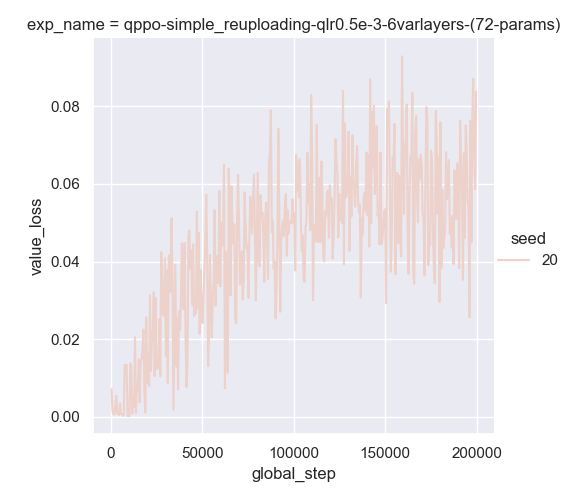 exp_name = qppo-simple_reuploading-qlr0.5e-3-6varlayers-(72-params)
0.08
0.06
0.04
0.02
0.00
value_loss
0
50000
100000
150000
200000
global_step
seed
20